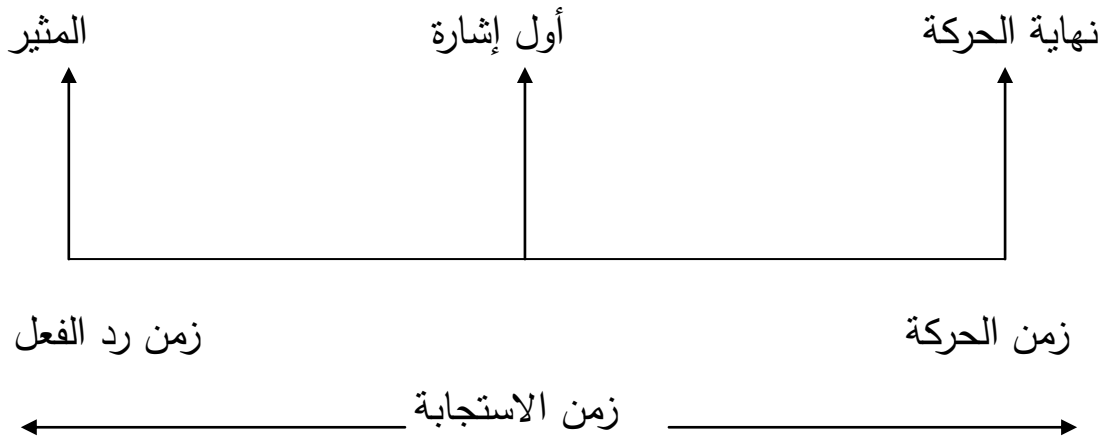 نهاية الحركة أول إشارة المثير
زمن الحركة زمن رد الفعل
زمن الاستجابة